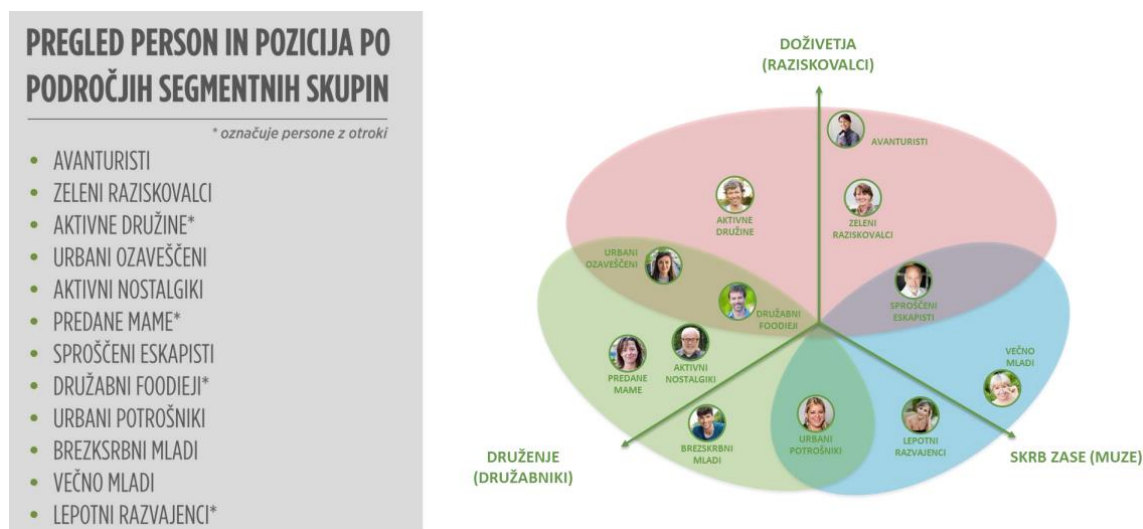 PREGLED PERSON IN POZICIJA PO
PODROČJIH SEGMENTNIH SKUPIN
* označuje persone z otroki
• AVANTURISTI
• ZELENI RAZISKOVALCI
• AKTIVNE DRUŽINE*
• URBANI OZAVEŠČENI
• AKTIVNI NOSTALGIKI
• PREDANE MAME*
• SPROŠČENI ESKAPISTI
• DRUŽABNI FOODIEJI*
• URBANI POTROŠNIKI
• BREZKSRBNI MLADI
• VEČNO MLADI
• LEPOTNI RAZVAJENCI*
DOŽIVETJA
(RAZISKOVALCI)
AVANTURISTI
AKTIVNE
DRUŽINE
ZELENI
RAZISKOVALCI
URBANI
OZAVEŠČENI
DRUŽABNI
FOODIEJI
SPROŠČENI
ESKAPISTI
PREDANE
MAME
AKTIVNI
NOSTALGIKI
VEČNO
MLADI
BREZSKRBNI
MLADI
URBANI
POTROŠNIKI
LEPOTNI
RAZVAJENCI
DRUŽENJE
(DRUŽABNIKI)
SKRB ZASE (MUZE)